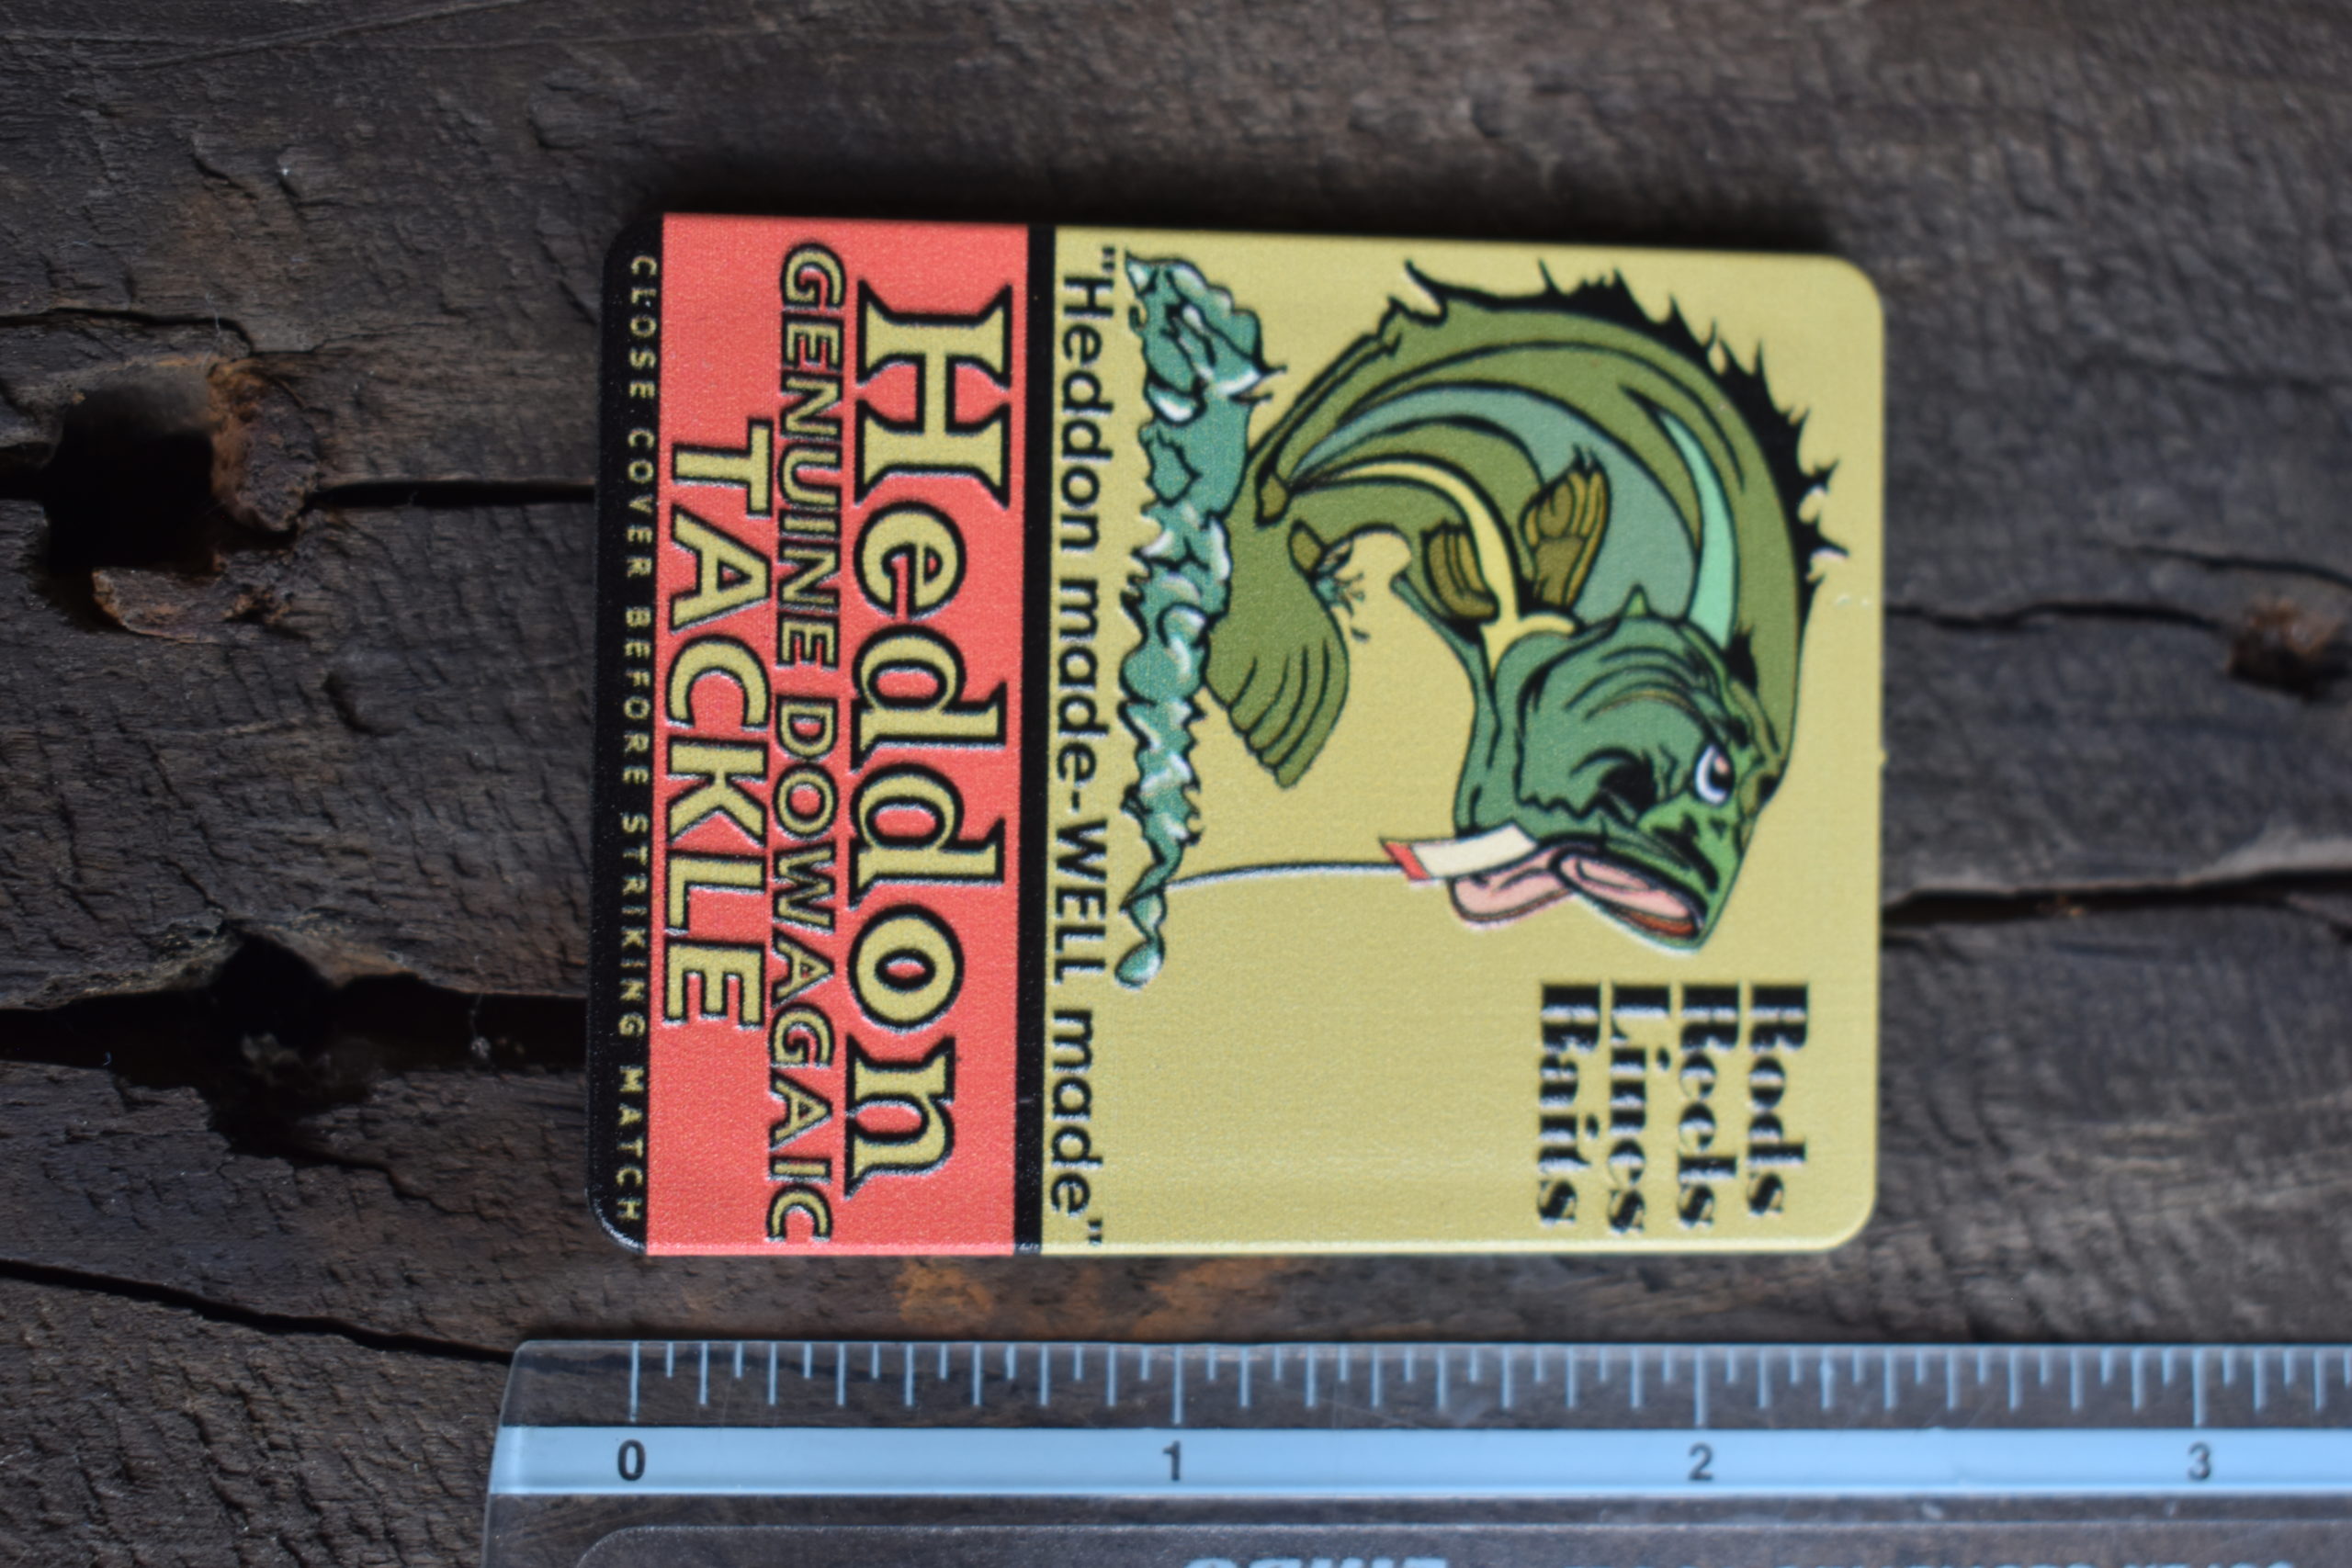 Rods
Reels
Lines
Baits
"Heddon made-WELL made"
Heddon
GENUINE DOWAGAIC
TACKLE
CLOSE COVER BEFORE STRIKING MATCH
0 1 2 3